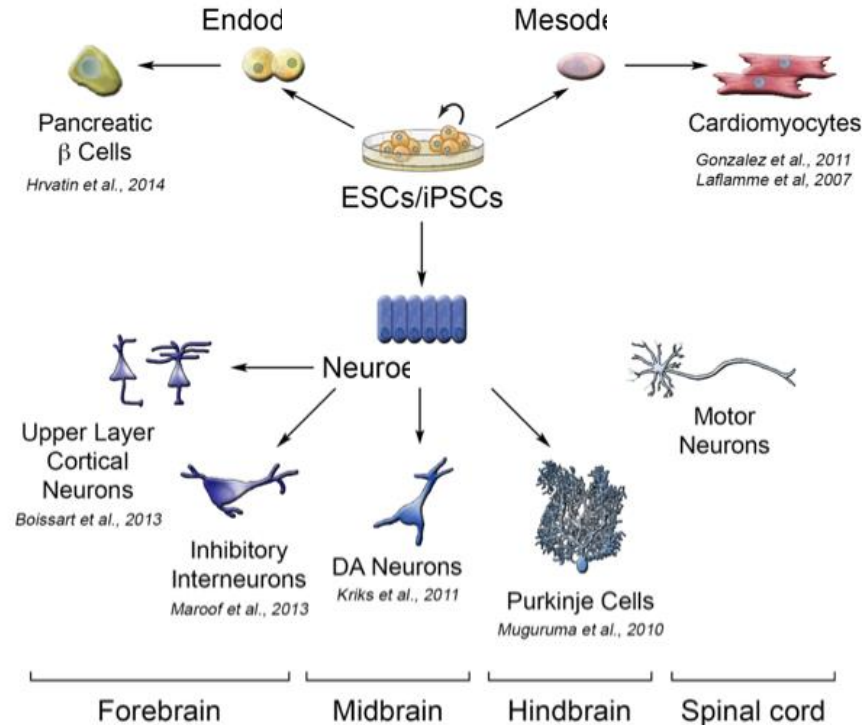 Endod
Mesode
Pancreatic
β Cells
Hrvatin et al., 2014
ESCs/iPSCs
Cardiomyocytes
Gonzalez et al., 2011
Laflamme et al, 2007
Neuroe
Upper Layer
Cortical
Neurons
Boissart et al., 2013
Inhibitory
Interneurons
Maroof et al., 2013
DA Neurons
Kriks et al., 2011
Purkinje Cells
Muguruma et al., 2010
Motor
Neurons
Forebrain
Midbrain
Hindbrain
Spinal cord